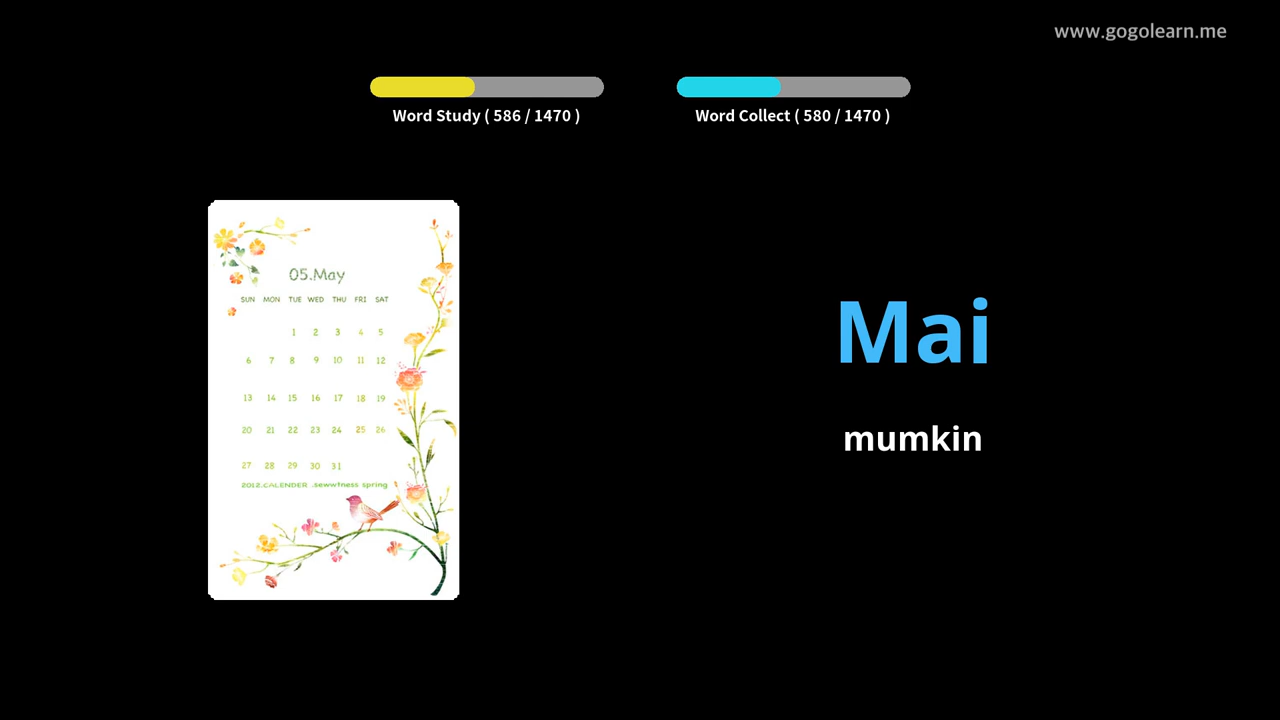 www.gogolearn.me
Word Study ( 586 / 1470 )
Word Collect ( 580 / 1470 )
05.May
SUN MON TUE WED THU FRI SAT
1 2 3 4 5
6 7 8 9 10 11 12
13 14 15 16 17 18 19
20 21 22 23 24 25 26
27 28 29 30 31
2012.CALENDER .sewwtness spring
Mai
mumkin